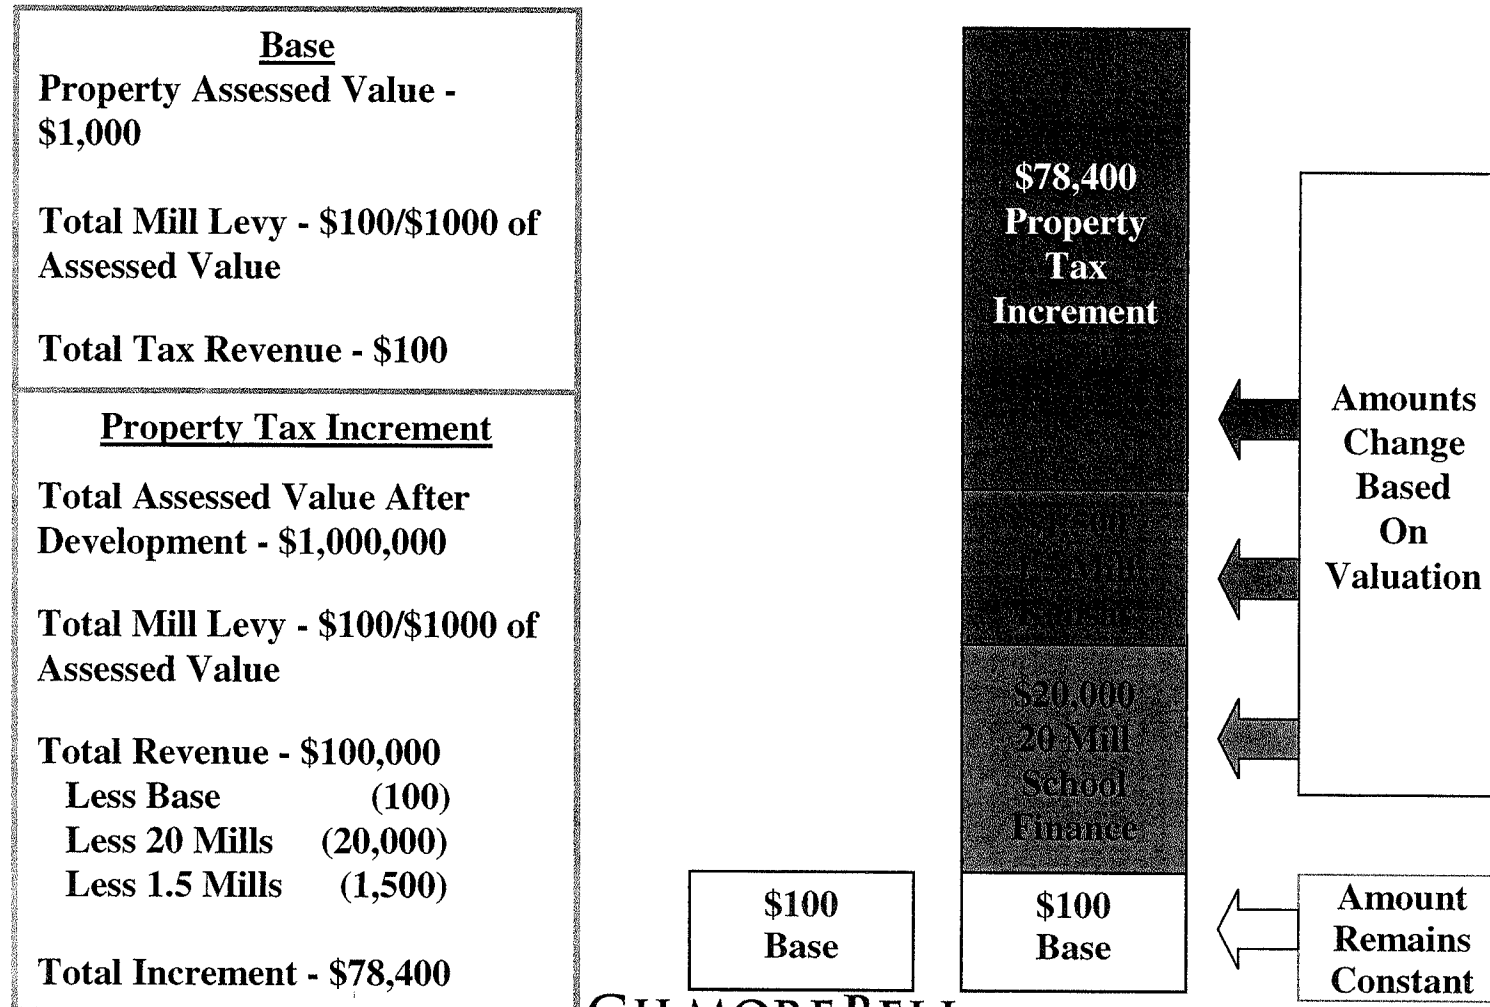 Base
Property Assessed Value -
$1,000
Total Mill Levy - $100/$1000 of
Assessed Value
Total Tax Revenue - $100
Property Tax Increment
Total Assessed Value After
Development - $1,000,000
Total Mill Levy - $100/$1000 of
Assessed Value
Total Revenue - $100,000
Less Base (100)
Less 20 Mills (20,000)
Less 1.5 Mills (1,500)
Total Increment - $78,400
$100
Base
$78,400
Property
Tax
Increment
$20,000
20 Mill
School
Finance
$100
Base
Amounts
Change
Based
On
Valuation
Amount
Remains
Constant